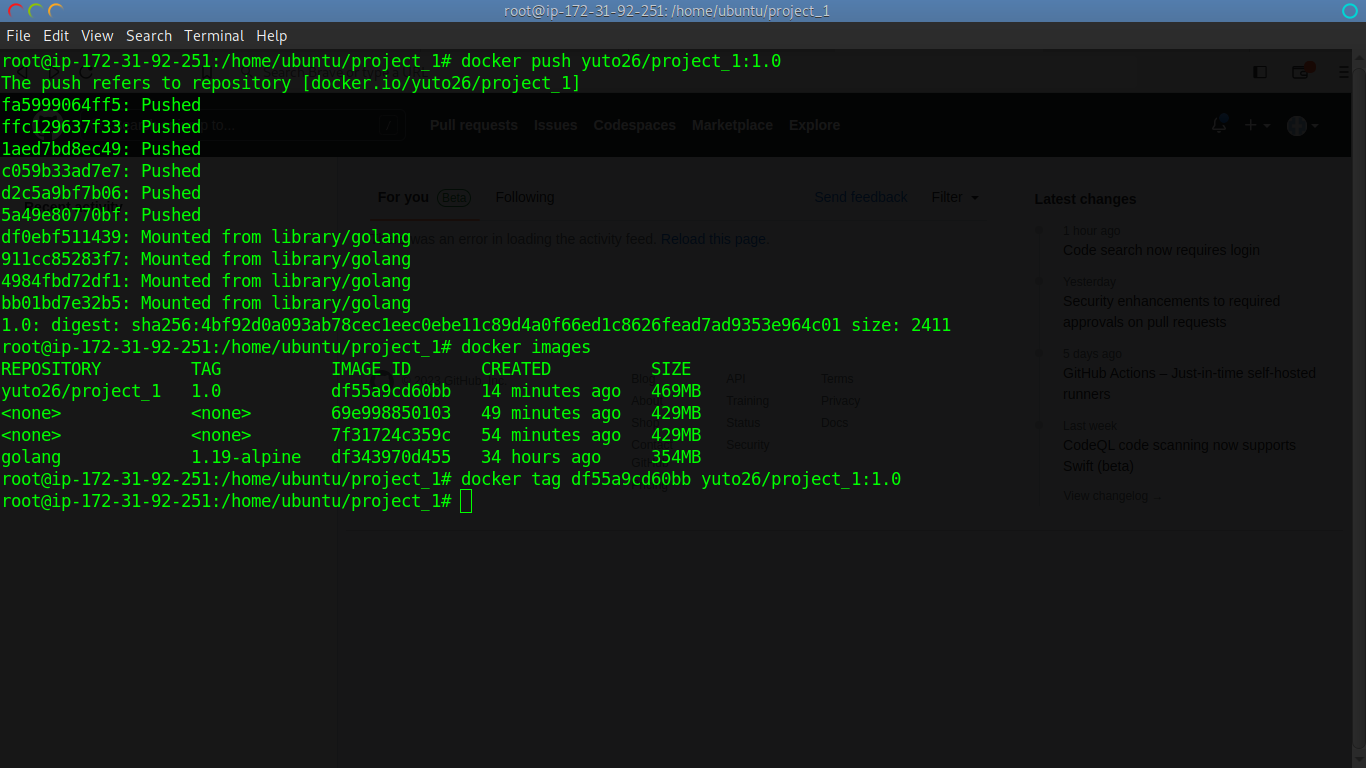 root@ip-172-31-92-251: /home/ubuntu/project_1
File Edit View Search Terminal Help
root@ip-172-31-92-251:/home/ubuntu/project_1# docker push yuto26/project_1:1.0
The push refers to repository [docker.io/yuto26/project_1]
fa5999064ff5: Pushed
ffc129637f33: Pushed
1aed7bd8ec49: Pushed
c059b33ad7e7: Pushed
d2c5a9bf7b06: Pushed
5a49e80770bf: Pushed
df0ebf511439: Mounted from library/golang
911cc85283f7: Mounted from library/golang
4984fbd72df1: Mounted from library/golang
bb01bd7e32b5: Mounted from library/golang
1.0: digest: sha256:4bf92d0a093ab78cec1eec0ebe11c89d4a0f66ed1c8626fead7ad9353e964c01 size: 2411
root@ip-172-31-92-251:/home/ubuntu/project_1# docker images
REPOSITORY TAG IMAGE ID CREATED SIZE
yuto26/project_1 1.0 df55a9cd60bb 14 minutes ago 469MB
<none> <none> 69e998850103 49 minutes ago 429MB
<none> <none> 7f31724c359c 54 minutes ago 429MB
golang 1.19-alpine df343970d455 34 hours ago 354MB
root@ip-172-31-92-251:/home/ubuntu/project_1# docker tag df55a9cd60bb yuto26/project_1:1.0
root@ip-172-31-92-251:/home/ubuntu/project_1#
to... /
Pull requests Issues Codespaces Marketplace Explore
For you Beta Following Send feedback Filter
was an error in loading the activity feed. Reload this page.
Latest changes
1 hour ago
Code search now requires login
Yesterday
Security enhancements to required
approvals on pull requests
5 days ago
GitHub Actions – Just-in-time self-hosted
runners
Last week
CodeQL code scanning now supports
Swift (beta)
View changelog →
API Terms
Training Privacy
Status Docs
Security